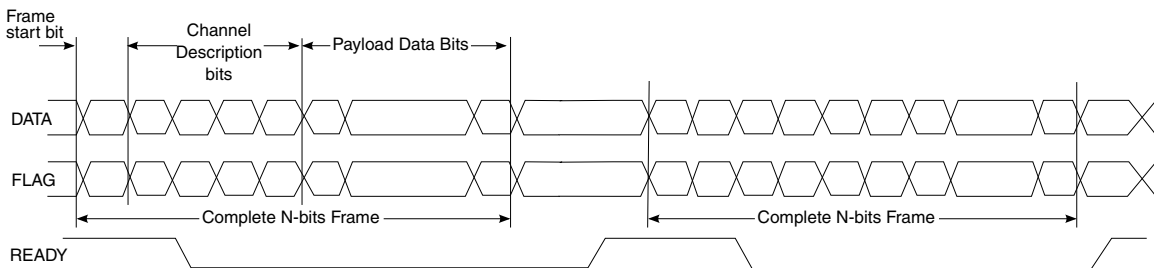 Frame
start bit
Channel
Description
bits
Payload Data Bits
DATA
FLAG
Complete N-bits Frame
Complete N-bits Frame
READY